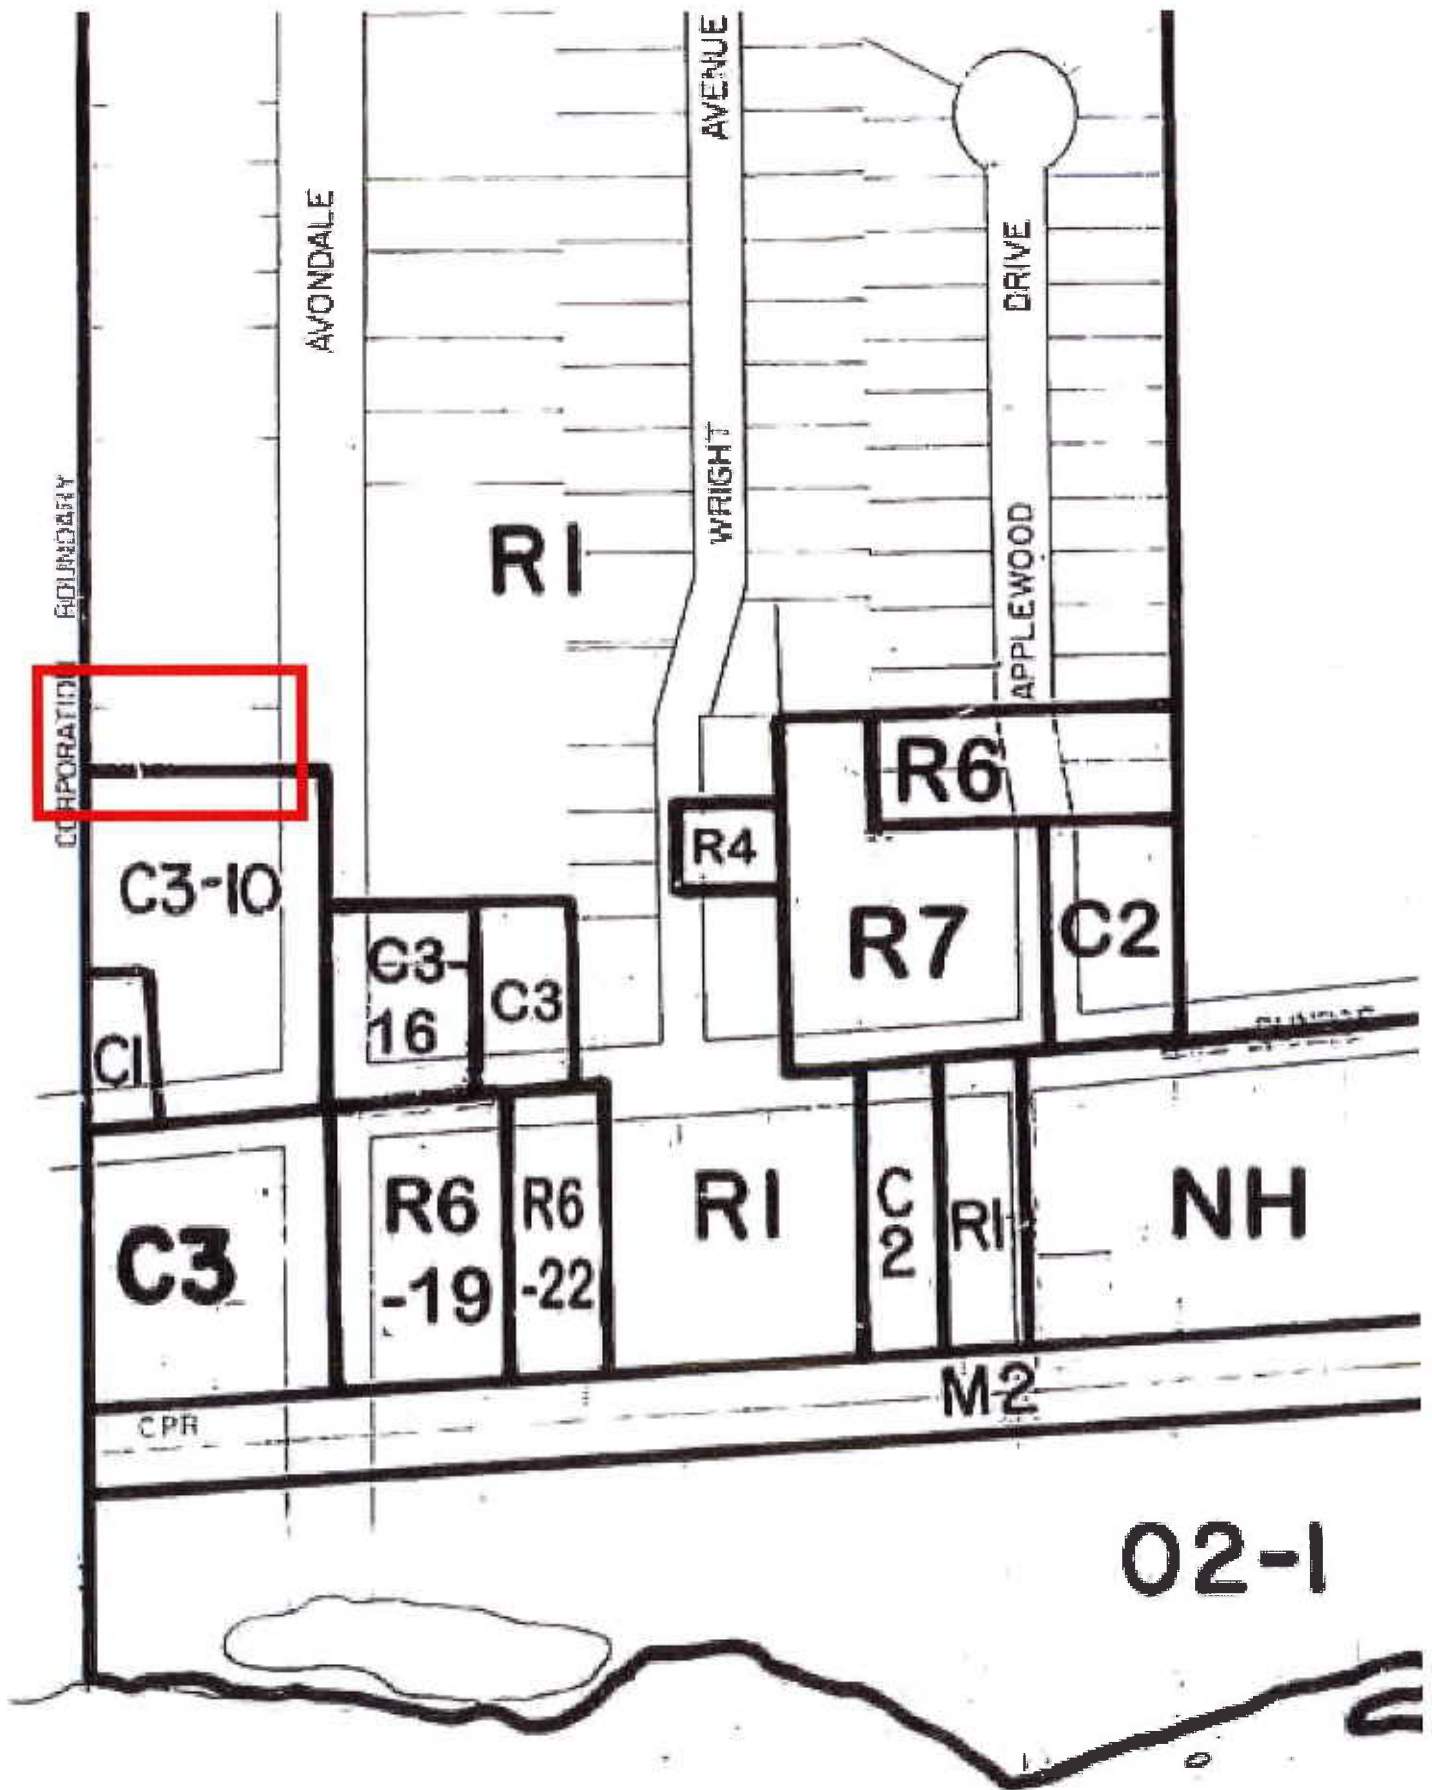 AVENUE
AVONDALE
DRIVE
WRIGHT
CORPORATION BOUNDARY
R1
APPLEWOOD
R6
R4
C3-10
R7
C2
C3-
16
C3
C1
R6
-19
R6
-22
R1
C
2
R1
NH
C3
M2
CPR
02-1